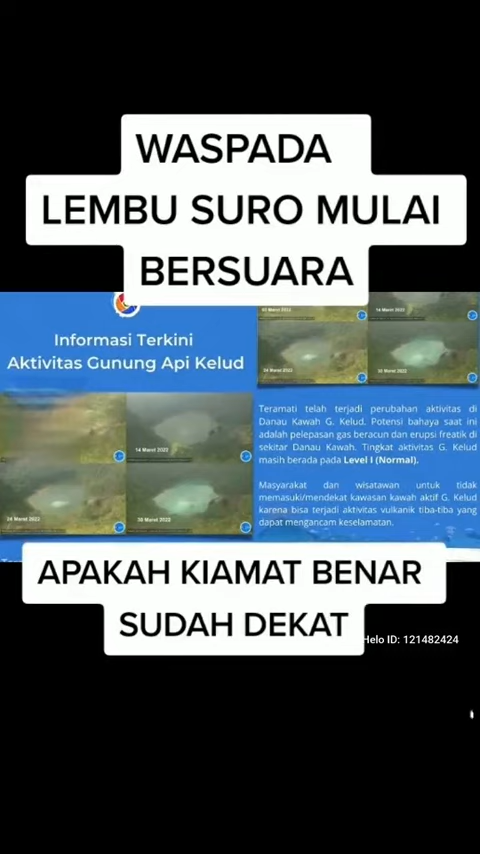 WASPADA
LEMBU SURO MULAI
BERSUARA
Informasi Terkini
Aktivitas Gunung Api Kelud
14 Maret 2022
14 Maret 2022
24 Maret 2022
30 Maret 2022
24 Maret 2022
30 Maret 2022
Teramati telah terjadi perubahan aktivitas di
Danau Kawah G. Kelud. Potensi bahaya saat ini
adalah pelepasan gas beracun dan erupsi freatik di
sekitar Danau Kawah. Tingkat aktivitas G. Kelud
masih berada pada Level I (Normal).
Masyarakat dan wisatawan untuk tidak
memasuki/mendekat kawasan kawah aktif G. Kelud
karena bisa terjadi aktivitas vulkanik tiba-tiba yang
dapat mengancam keselamatan.
APAKAH KIAMAT BENAR
SUDAH DEKAT
Helo ID: 121482424